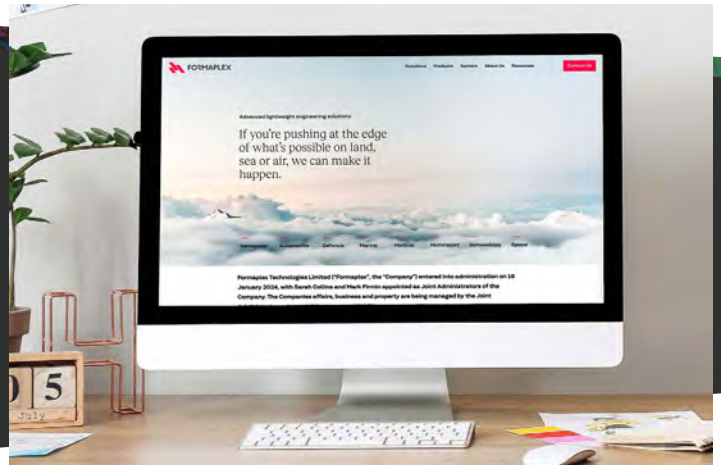 FORMAPLEX
Solutions Products Sectors About Us Resources Contact Us
Advanced lightweight engineering solutions
If you're pushing at the edge
of what's possible on land,
sea or air, we can make it
happen.
Aerospace Automotive Defence Marine Medical Motorsport Renewables Space
Formaplex Technologies Limited ("Formaplex", the "Company") entered into administration on 18
January 2024, with Sarah Collins and Mark Firmin appointed as Joint Administrators of the
Company. The Companies affairs, business and property are being managed by the Joint
05
July